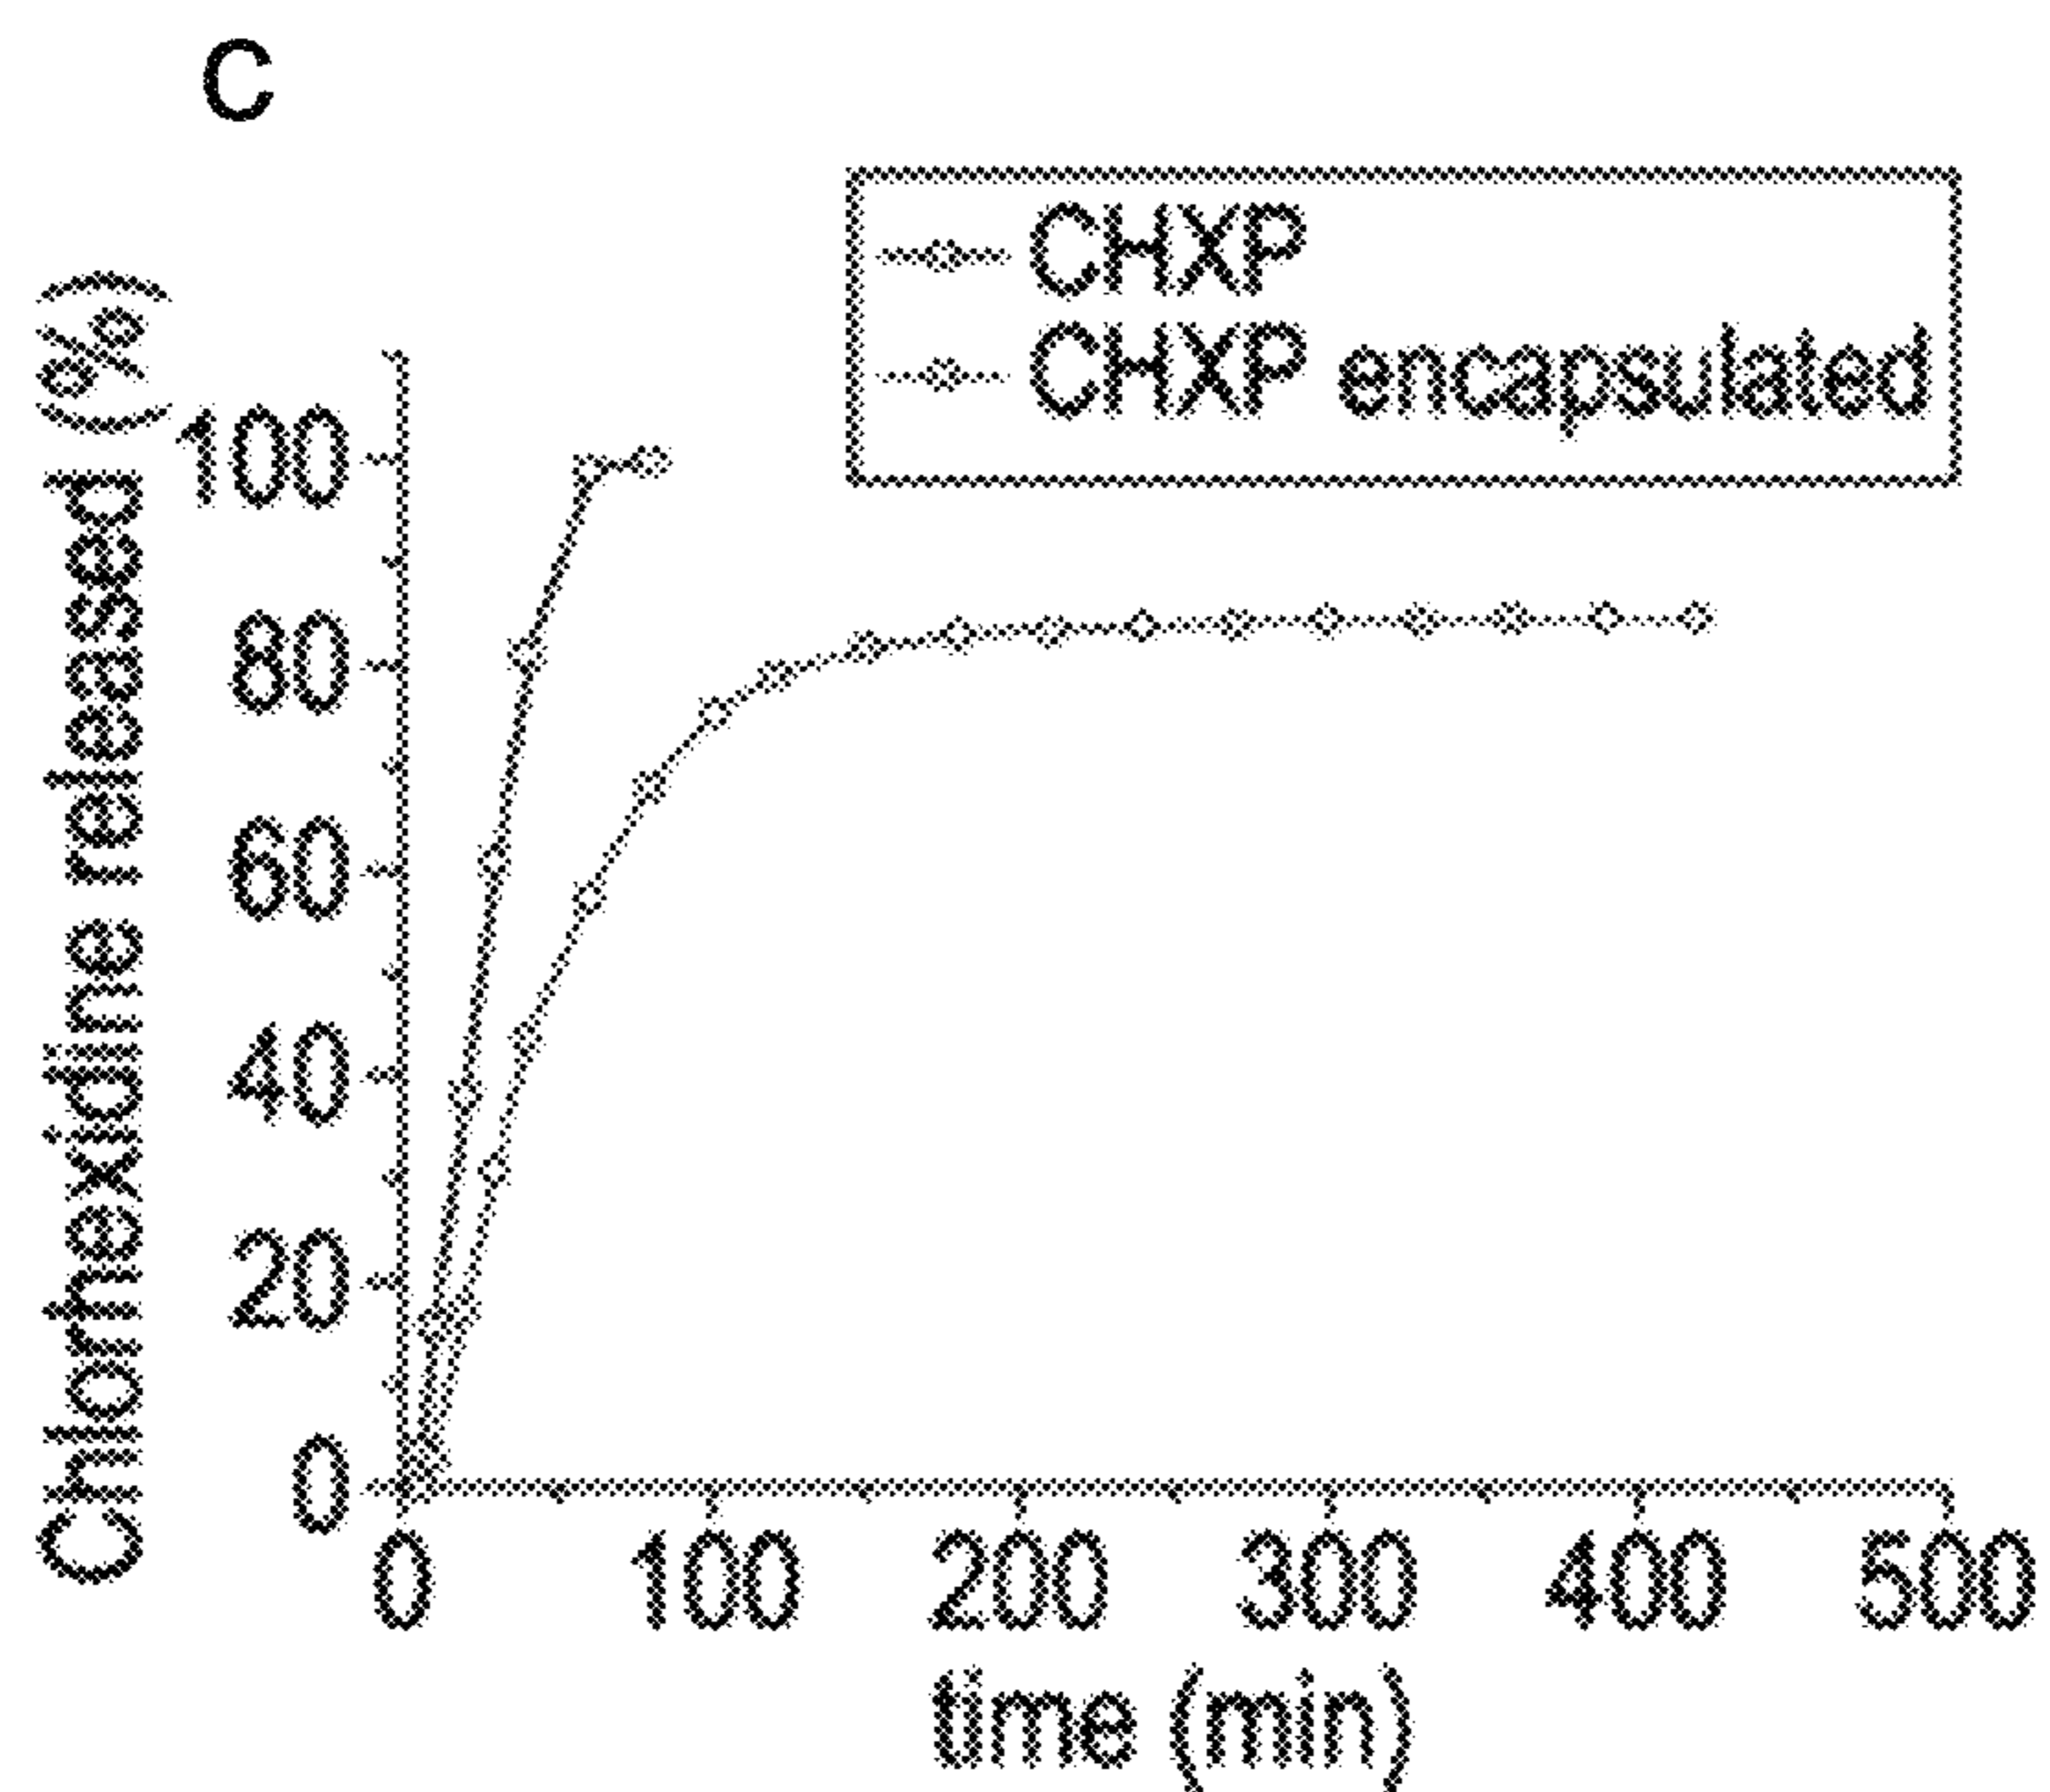 C
CHXP
CHXP encapsulated
Chlorhexidine released (%)
100
80
60
40
20
0
0 100 200 300 400 500
time (min)